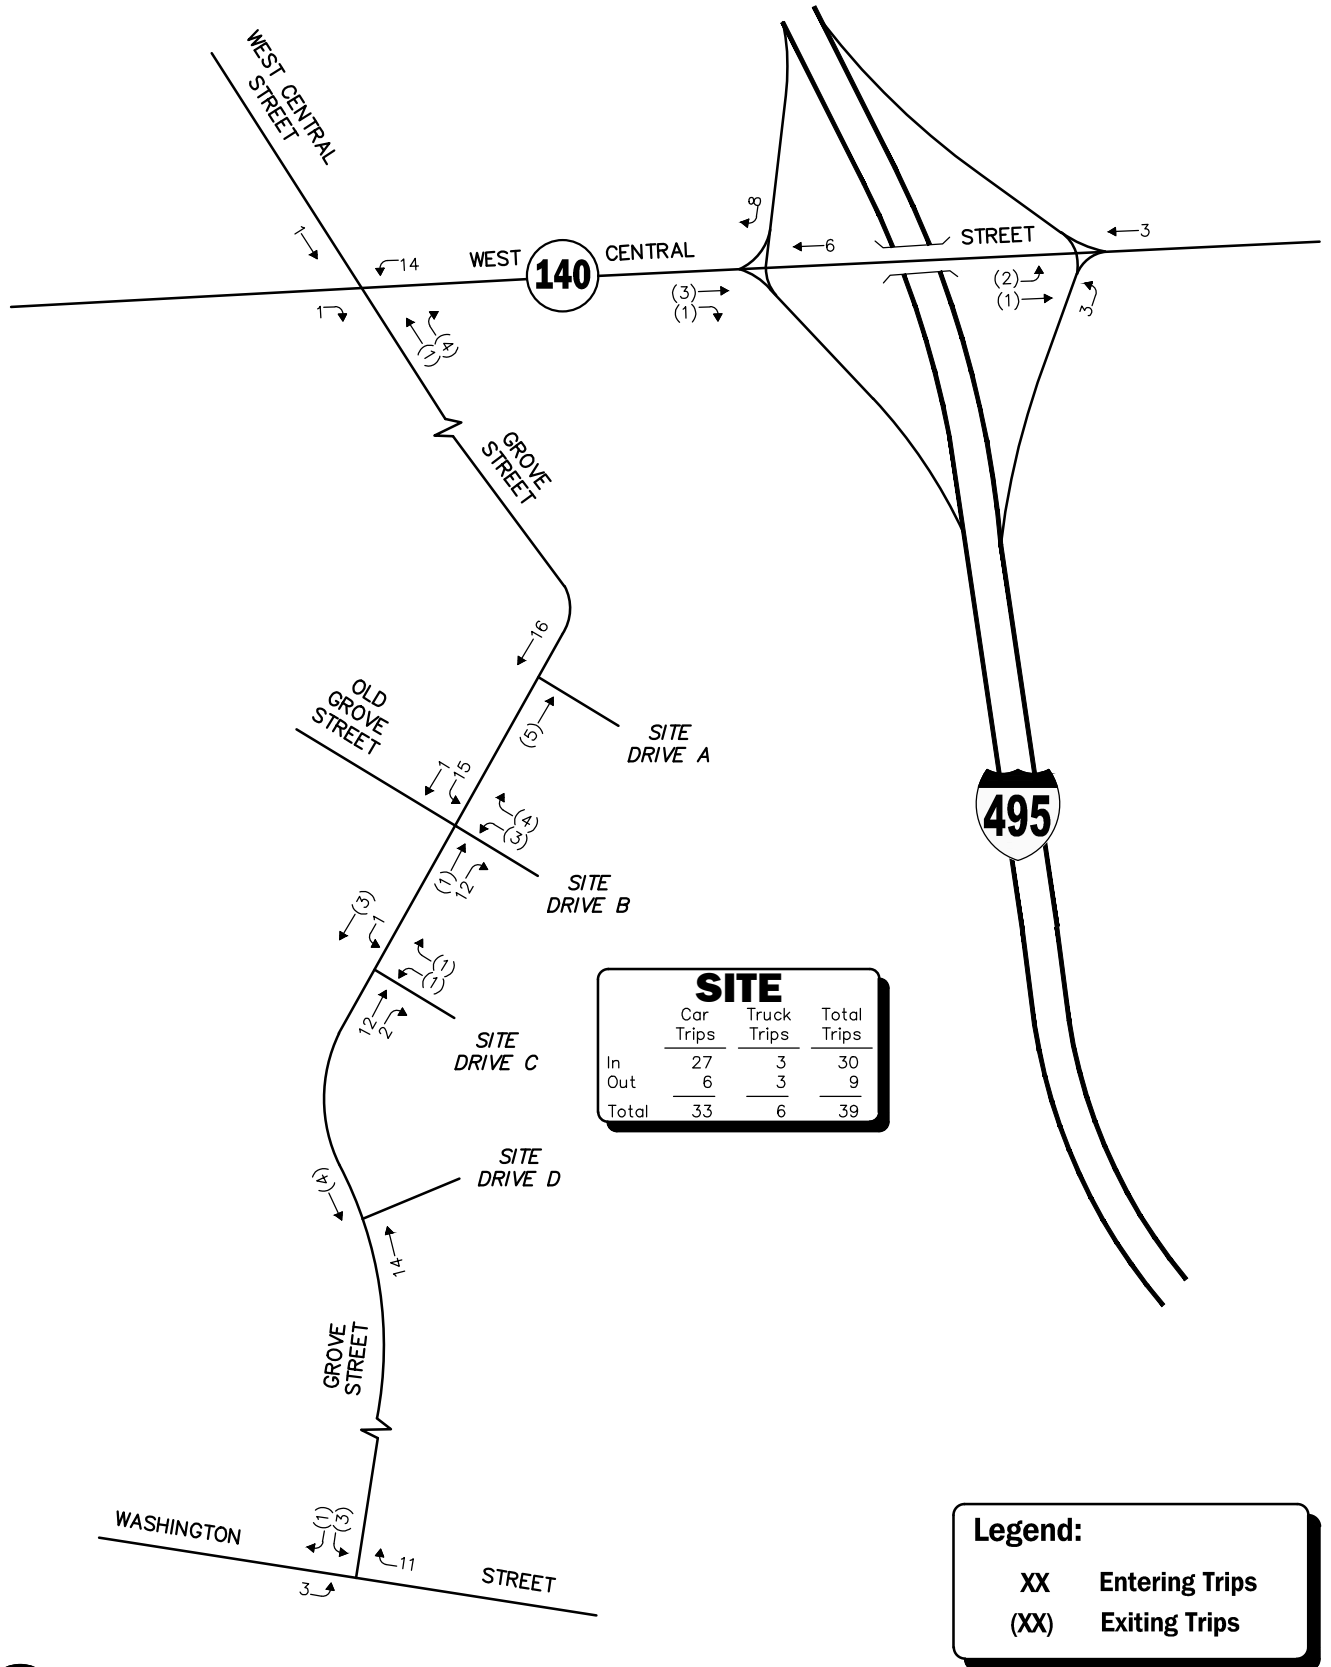 WEST CENTRAL
STREET
8
3
6
STREET
1
14
WEST
140
CENTRAL
(2)
(3)
(1)
1
(1)
3
(4)
(1)
GROVE
STREET
16
OLD
GROVE
STREET
(5)
SITE
DRIVE A
1
15
(4)
(3)
495
(1)
12
SITE
DRIVE B
(3)
1
(1)
(1)
12
2
SITE
DRIVE C
SITE
Car Truck Total
Trips Trips Trips
In 27 3 30
Out 6 3 9
Total 33 6 39
SITE
DRIVE D
(4)
14
GROVE
STREET
WASHINGTON
(1)
(3)
11
3
STREET
Legend:
XX Entering Trips
(XX) Exiting Trips